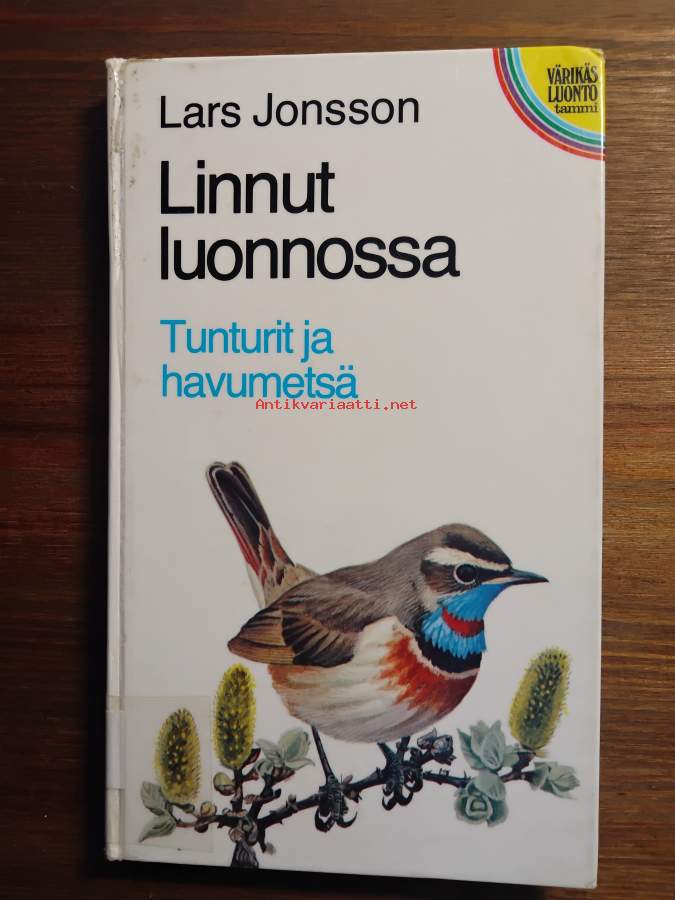 VÄRIKÄS
LUONTO
tammi
Lars Jonsson
Linnut
luonnossa
Tunturit ja
havumetsä
Antikvariaatti.net